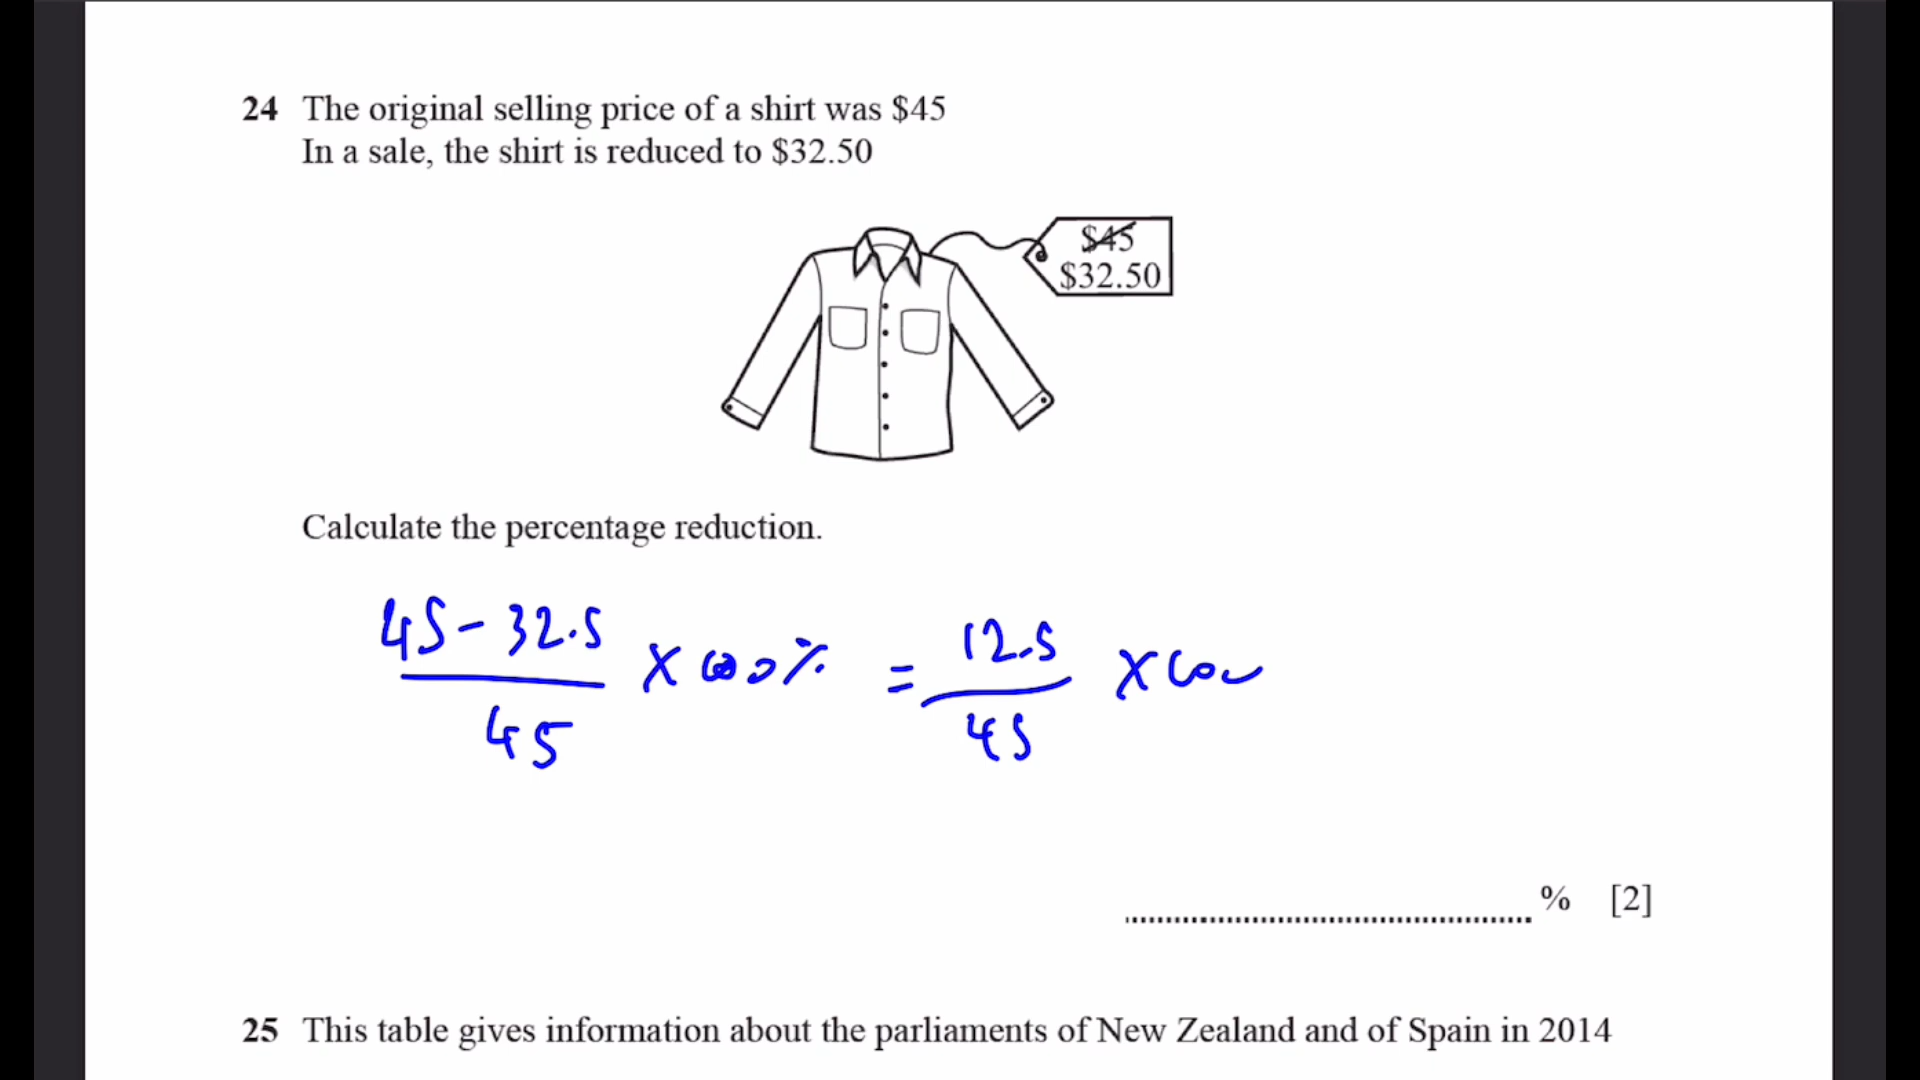 24 The original selling price of a shirt was $45
In a sale, the shirt is reduced to $32.50
$45
$32.50
Calculate the percentage reduction.
45 - 32.5 / 45 × 100% = 12.5 / 45 × 100
% [2]
25 This table gives information about the parliaments of New Zealand and of Spain in 2014